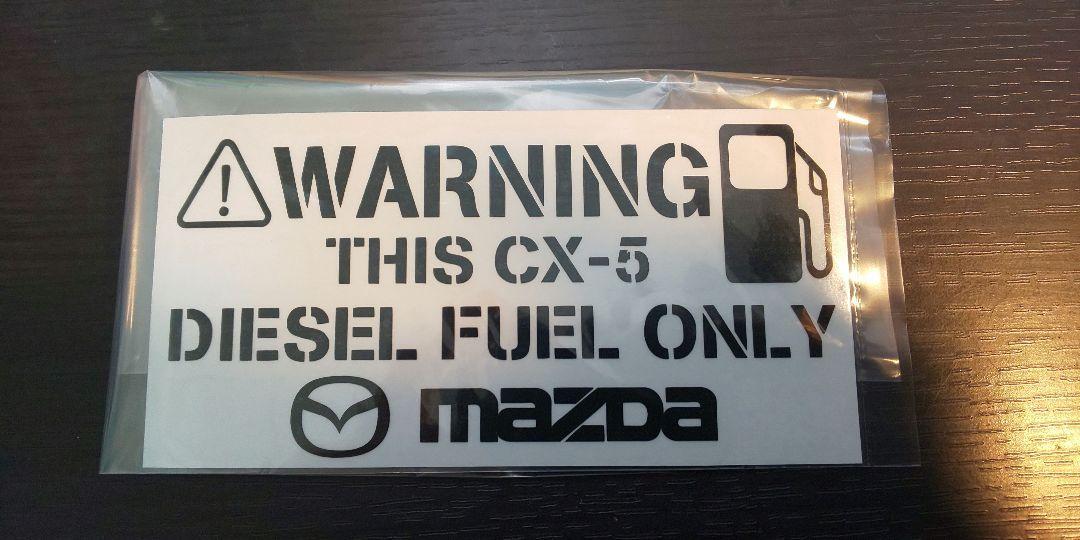 WARNING
THIS CX-5
DIESEL FUEL ONLY
mazda